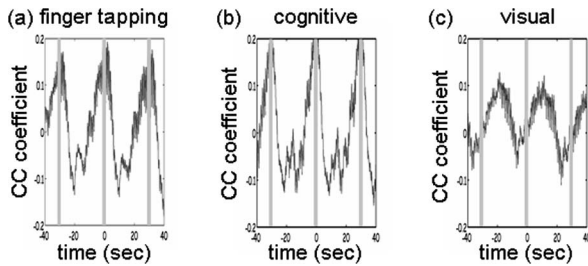 (a) finger tapping
CC coefficient
0.2
0.1
0
-0.1
-0.2
-40 -20 0 20 40
time (sec)
(b) cognitive
CC coefficient
0.2
0.1
0
-0.1
-0.2
-40 -20 0 20 40
time (sec)
(c) visual
CC coefficient
0.2
0.1
0
-0.1
-0.2
-40 -20 0 20 40
time (sec)